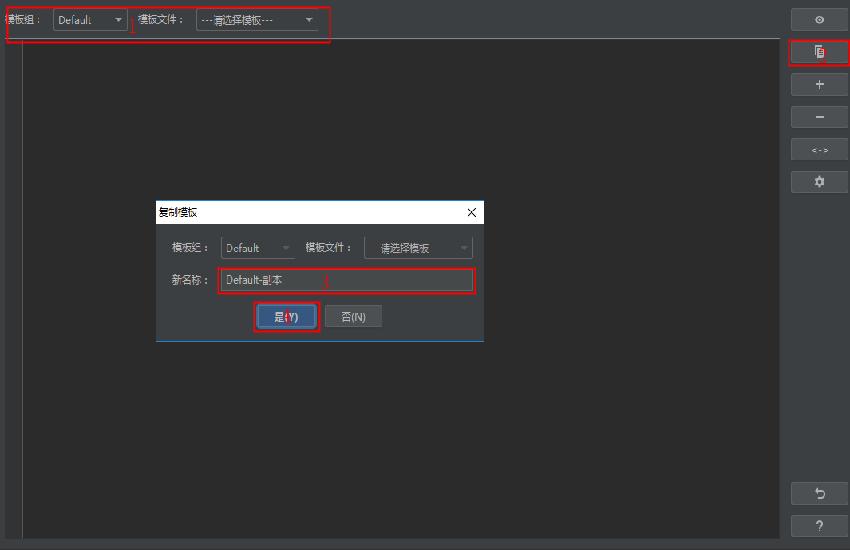 模板组： Default 模板文件： ---请选择模板---
复制模板
模板组： Default 模板文件： 请选择模板
新名称： Default-副本
是(Y) 否(N)
<->
?